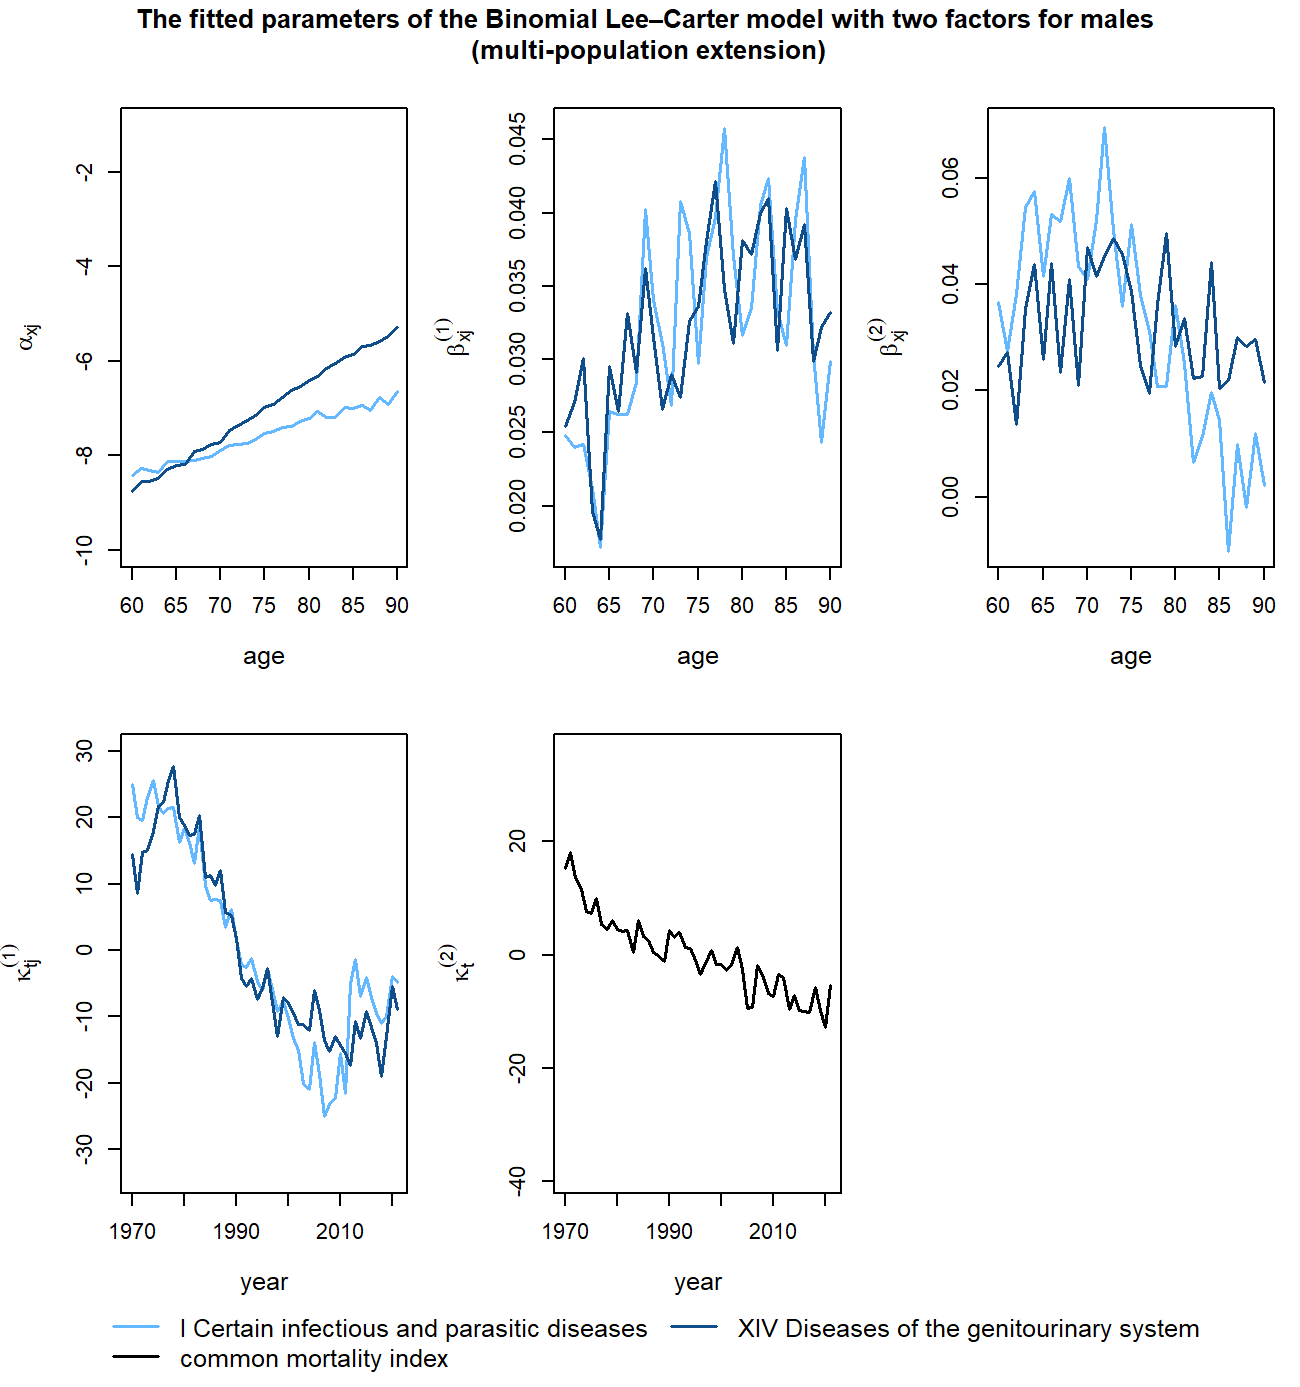 The fitted parameters of the Binomial Lee–Carter model with two factors for males
(multi-population extension)
αxj
-2
-4
-6
-8
-10
60 65 70 75 80 85 90
age
βxj(1)
0.045
0.040
0.035
0.030
0.025
0.020
60 65 70 75 80 85 90
age
βxj(2)
0.06
0.04
0.02
0.00
60 65 70 75 80 85 90
age
κtj(1)
30
20
10
0
-10
-20
-30
1970 1990 2010
year
κt(2)
20
0
-20
-40
1970 1990 2010
year
I Certain infectious and parasitic diseases
XIV Diseases of the genitourinary system
common mortality index